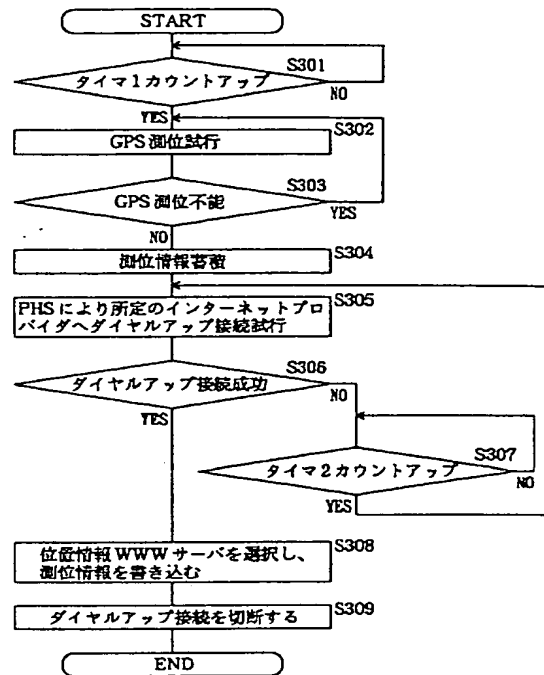 START
S301
タイマ1カウントアップ
NO
YES
S302
GPS 測位試行
S303
GPS 測位不能
YES
NO
S304
測位情報蓄積
S305
PHSにより所定のインターネットプロ
バイダへダイヤルアップ接続試行
S306
ダイヤルアップ接続成功
NO
YES
S307
タイマ2カウントアップ
NO
YES
S308
位置情報WWWサーバを選択し、
測位情報を書き込む
S309
ダイヤルアップ接続を切断する
END